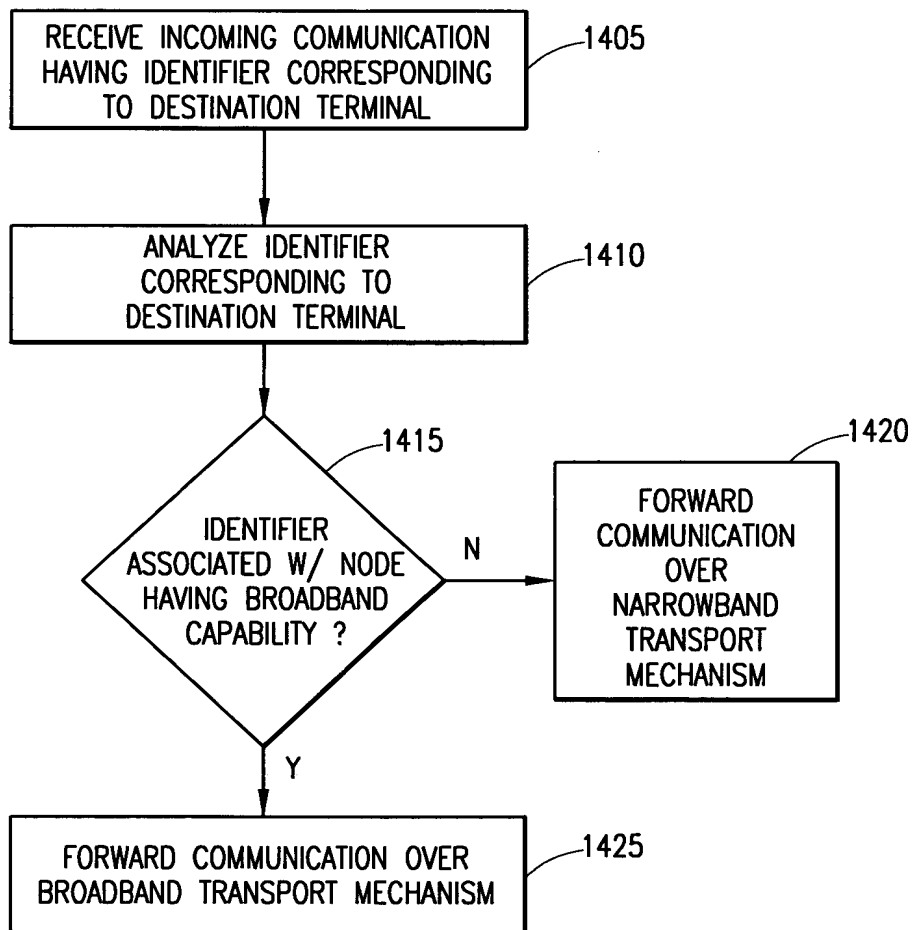 RECEIVE INCOMING COMMUNICATION
HAVING IDENTIFIER CORRESPONDING
TO DESTINATION TERMINAL
1405
ANALYZE IDENTIFIER
CORRESPONDING TO
DESTINATION TERMINAL
1410
1415
IDENTIFIER
ASSOCIATED W/ NODE
HAVING BROADBAND
CAPABILITY ?
N
1420
FORWARD
COMMUNICATION
OVER
NARROWBAND
TRANSPORT
MECHANISM
Y
FORWARD COMMUNICATION OVER
BROADBAND TRANSPORT MECHANISM
1425